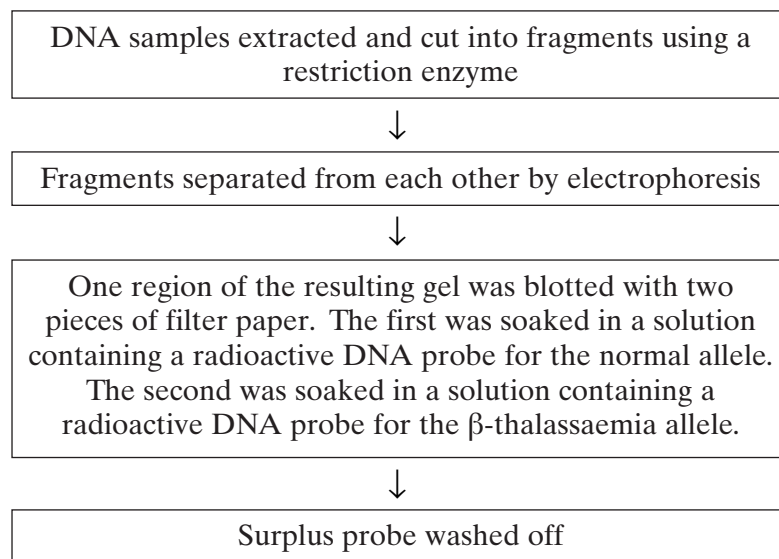 DNA samples extracted and cut into fragments using a
restriction enzyme
↓
Fragments separated from each other by electrophoresis
↓
One region of the resulting gel was blotted with two
pieces of filter paper. The first was soaked in a solution
containing a radioactive DNA probe for the normal allele.
The second was soaked in a solution containing a
radioactive DNA probe for the β-thalassaemia allele.
↓
Surplus probe washed off